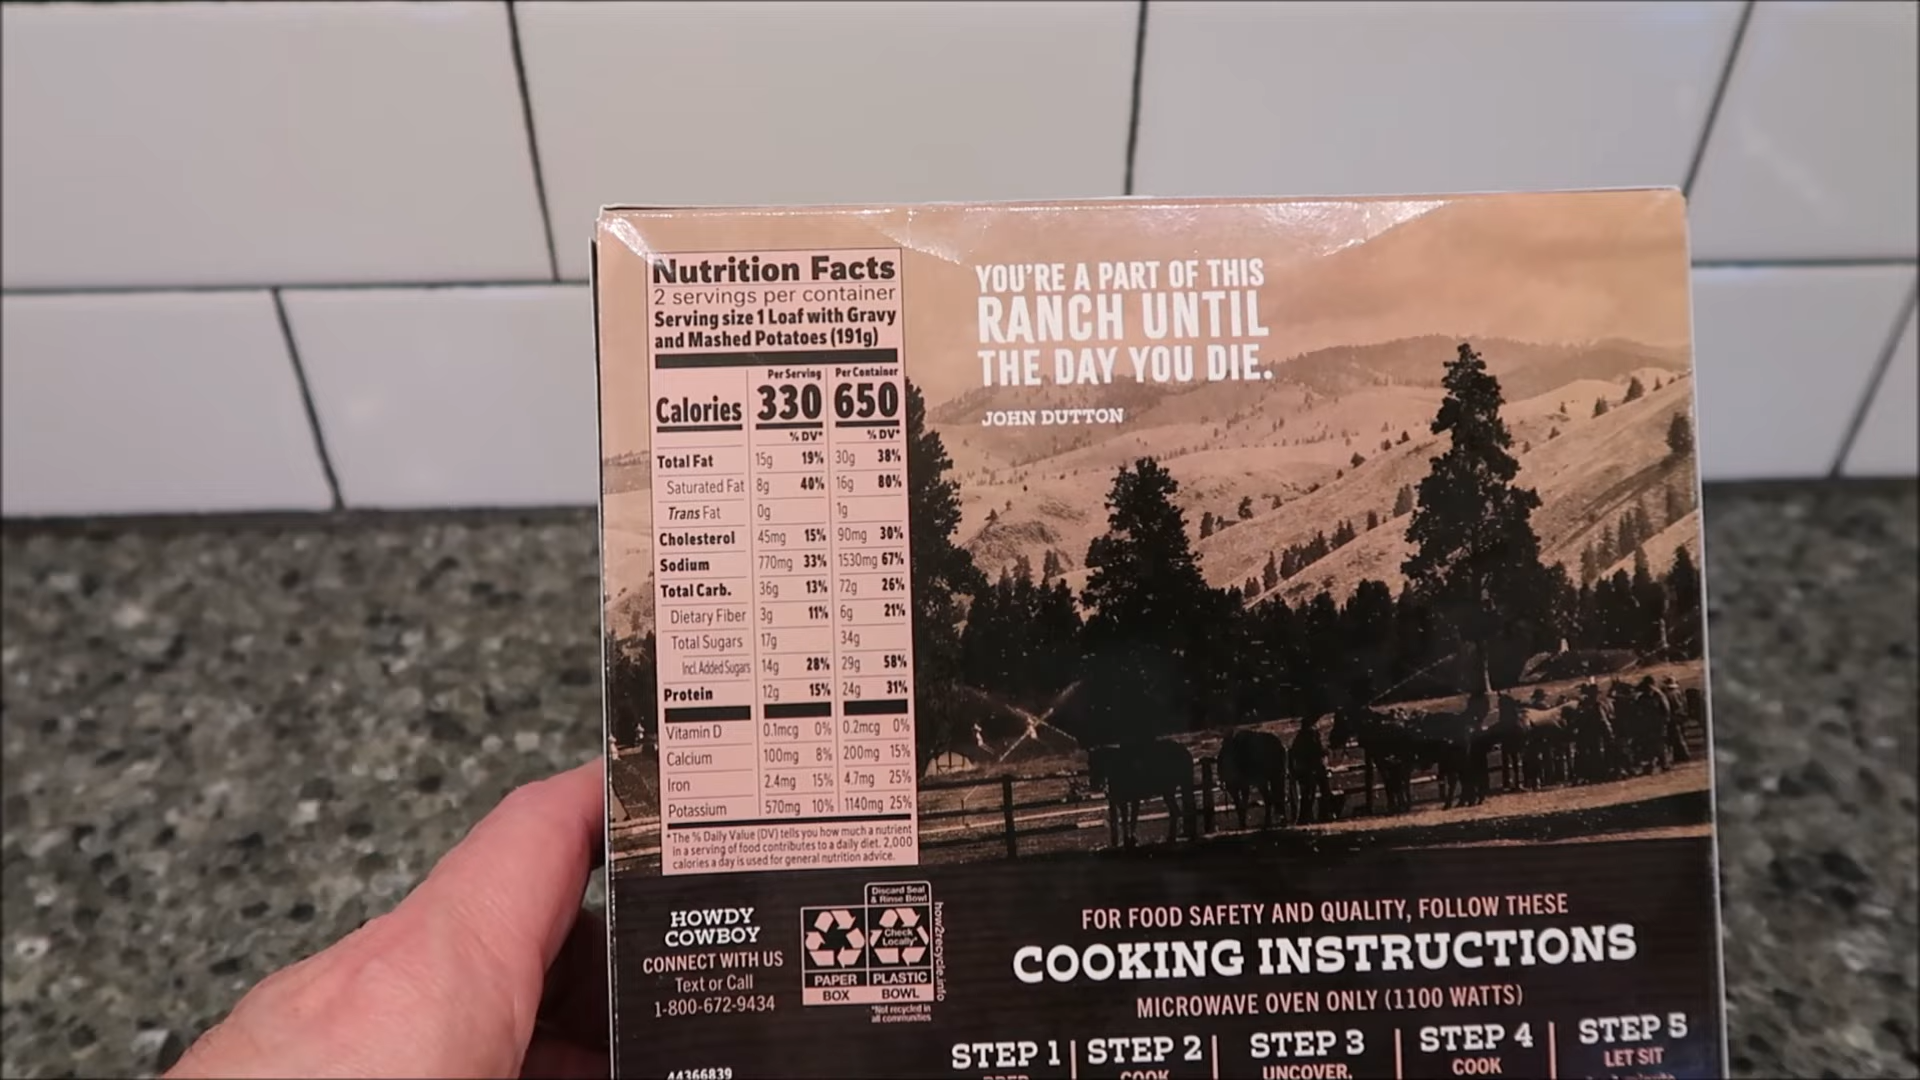 Nutrition Facts
2 servings per container
Serving size 1 Loaf with Gravy
and Mashed Potatoes (191g)
Per Serving Per Container
Calories 330 650
% DV* % DV*
Total Fat 15g 19% 30g 38%
Saturated Fat 8g 40% 16g 80%
Trans Fat 0g 1g
Cholesterol 45mg 15% 90mg 30%
Sodium 770mg 33% 1530mg 67%
Total Carb. 36g 13% 72g 26%
Dietary Fiber 3g 11% 6g 21%
Total Sugars 17g 34g
Incl. Added Sugars 14g 28% 29g 58%
Protein 12g 15% 24g 31%
Vitamin D 0.1mcg 0% 0.2mcg 0%
Calcium 100mg 8% 200mg 15%
Iron 2.4mg 15% 4.7mg 25%
Potassium 570mg 10% 1140mg 25%
*The % Daily Value (DV) tells you how much a nutrient
in a serving of food contributes to a daily diet. 2,000
calories a day is used for general nutrition advice.
YOU'RE A PART OF THIS
RANCH UNTIL
THE DAY YOU DIE.
JOHN DUTTON
HOWDY
COWBOY
CONNECT WITH US
Text or Call
1-800-672-9434
Discard Seal
& Rinse Bowl
Check
Locally*
PAPER PLASTIC
BOX BOWL
*Not recycled in
all communities
how2recycle.info
44366839
FOR FOOD SAFETY AND QUALITY, FOLLOW THESE
COOKING INSTRUCTIONS
MICROWAVE OVEN ONLY (1100 WATTS)
STEP 1 STEP 2 STEP 3 STEP 4 STEP 5
PREP COOK UNCOVER, COOK LET SIT